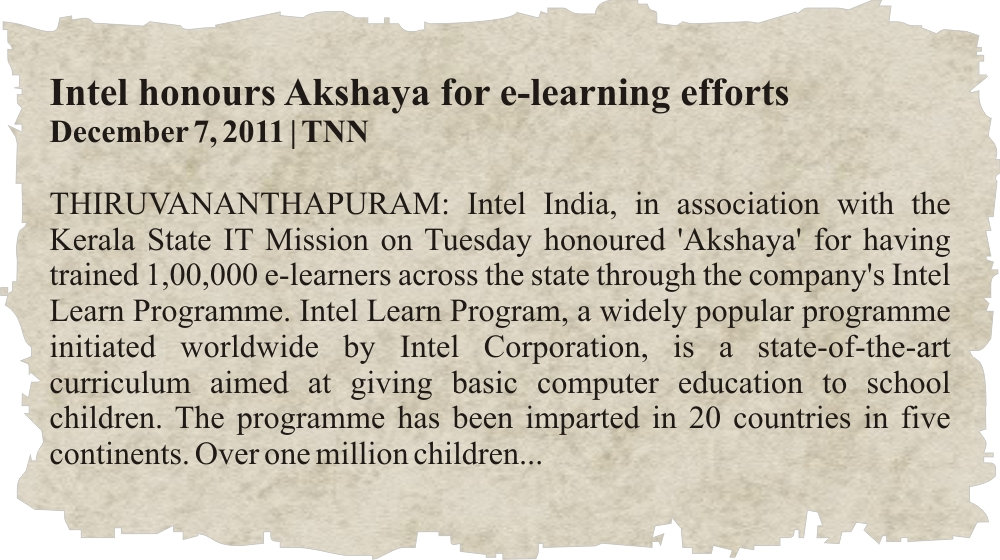 Intel honours Akshaya for e-learning efforts
December 7, 2011 | TNN
THIRUVANANTHAPURAM: Intel India, in association with the
Kerala State IT Mission on Tuesday honoured 'Akshaya' for having
trained 1,00,000 e-learners across the state through the company's Intel
Learn Programme. Intel Learn Program, a widely popular programme
initiated worldwide by Intel Corporation, is a state-of-the-art
curriculum aimed at giving basic computer education to school
children. The programme has been imparted in 20 countries in five
continents. Over one million children...